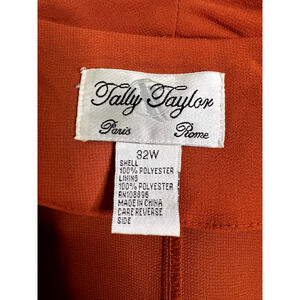 Tally Taylor
Paris Rome
32W
SHELL
100% POLYESTER
LINING
100% POLYESTER
RN108896
MADE IN CHINA
CARE REVERSE
SIDE